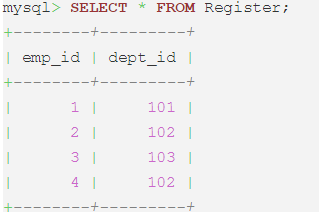 mysql> SELECT * FROM Register;
+--------+---------+
| emp_id | dept_id |
+--------+---------+
|      1 |     101 |
|      2 |     102 |
|      3 |     103 |
|      4 |     102 |
+--------+---------+